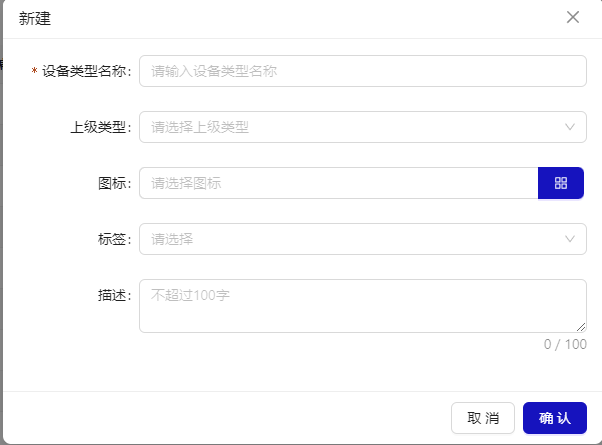 新建
* 设备类型名称: 请输入设备类型名称
上级类型: 请选择上级类型
图标: 请选择图标
标签: 请选择
描述: 不超过100字
0 / 100
取 消 确 认